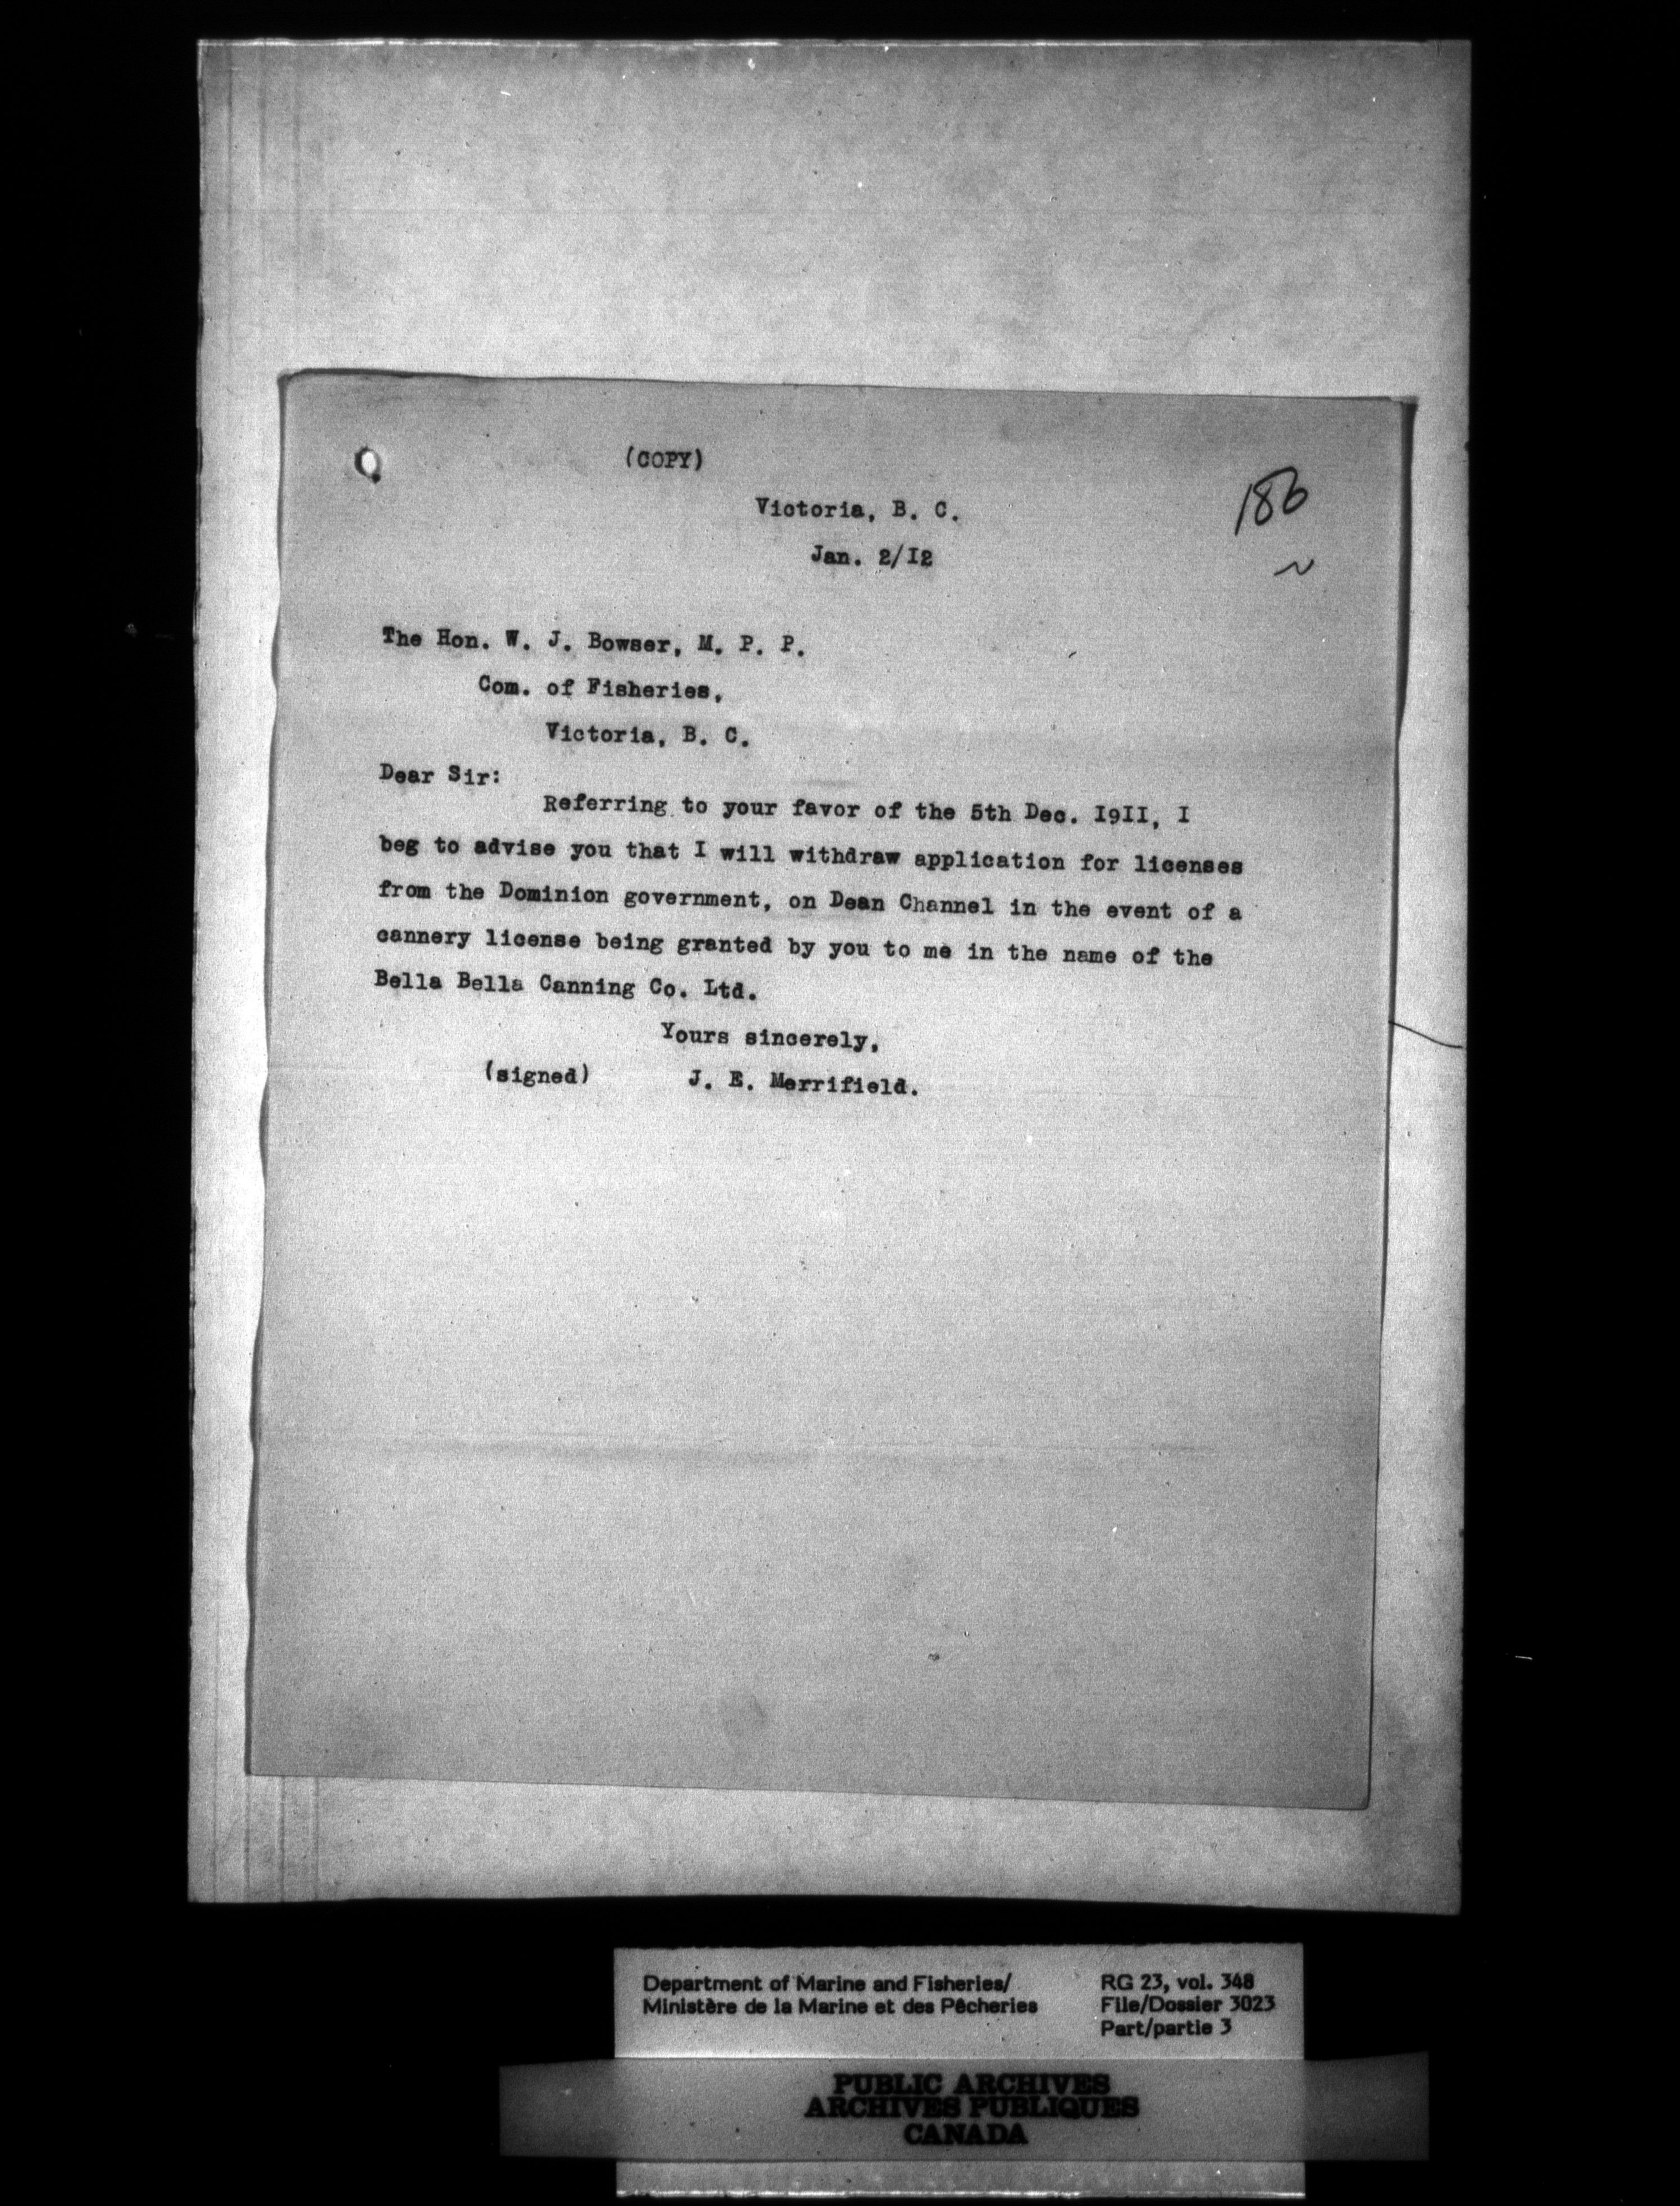 (COPY)
186
Victoria, B. C.
Jan. 2/I2
The Hon. W. J. Bowser, M. P. P.
Com. of Fisheries,
Victoria, B. C.
Dear Sir:
Referring to your favor of the 5th Dec. I9II, I
beg to advise you that I will withdraw application for licenses
from the Dominion government, on Dean Channel in the event of a
cannery license being granted by you to me in the name of the
Bella Bella Canning Co. Ltd.
Yours sincerely,
(signed) J. E. Merrifield.
Department of Marine and Fisheries/
Ministère de la Marine et des Pêcheries
RG 23, vol. 348
File/Dossier 3023
Part/partie 3
PUBLIC ARCHIVES
ARCHIVES PUBLIQUES
CANADA